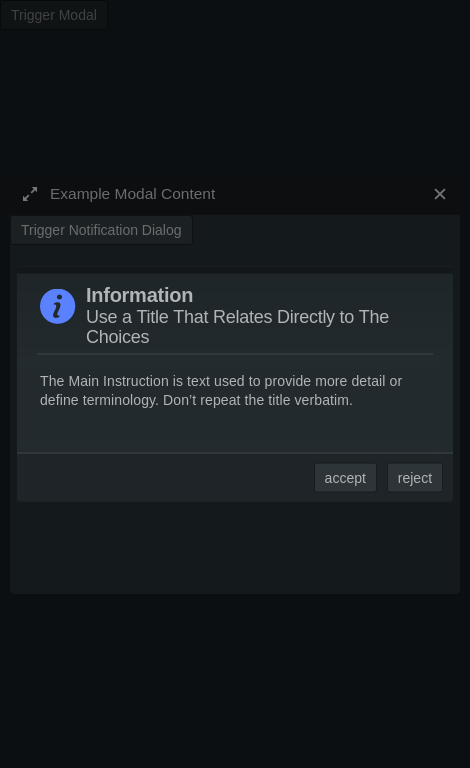 Trigger Modal
Example Modal Content
Trigger Notification Dialog
Information
Use a Title That Relates Directly to The
Choices
The Main Instruction is text used to provide more detail or
define terminology. Don’t repeat the title verbatim.
accept reject